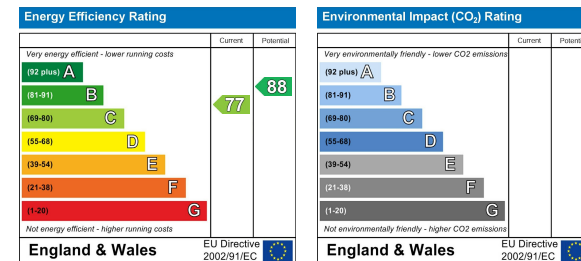 Energy Efficiency Rating
Current Potential
Very energy efficient - lower running costs
(92 plus) A
(81-91) B
(69-80) C
(55-68) D
(39-54) E
(21-38) F
(1-20) G
77
88
Not energy efficient - higher running costs
England & Wales
EU Directive
2002/91/EC
Environmental Impact (CO₂) Rating
Current Potential
Very environmentally friendly - lower CO2 emissions
(92 plus) A
(81-91) B
(69-80) C
(55-68) D
(39-54) E
(21-38) F
(1-20) G
Not environmentally friendly - higher CO2 emissions
England & Wales
EU Directive
2002/91/EC